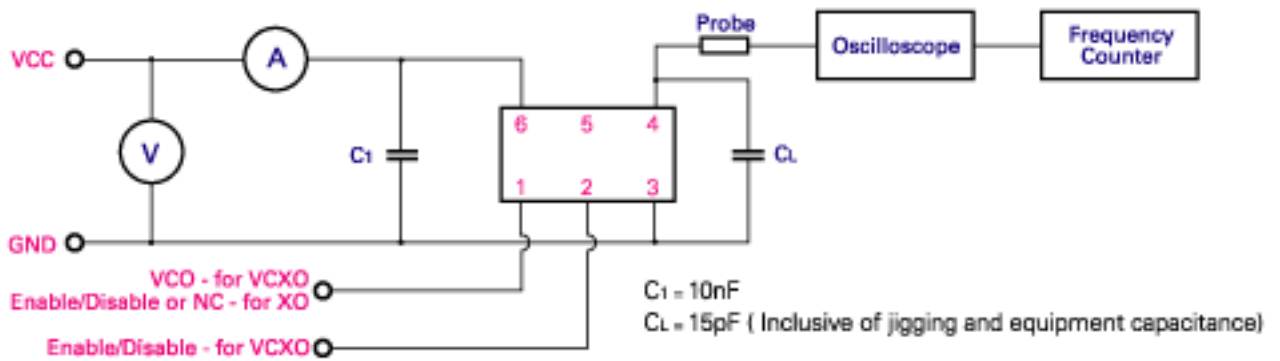 Probe
Oscilloscope
Frequency
Counter
VCC
A
V
C1
6 5 4
1 2 3
CL
GND
VCO - for VCXO
Enable/Disable or NC - for XO
Enable/Disable - for VCXO
C1 = 10nF
CL = 15pF ( Inclusive of jigging and equipment capacitance)